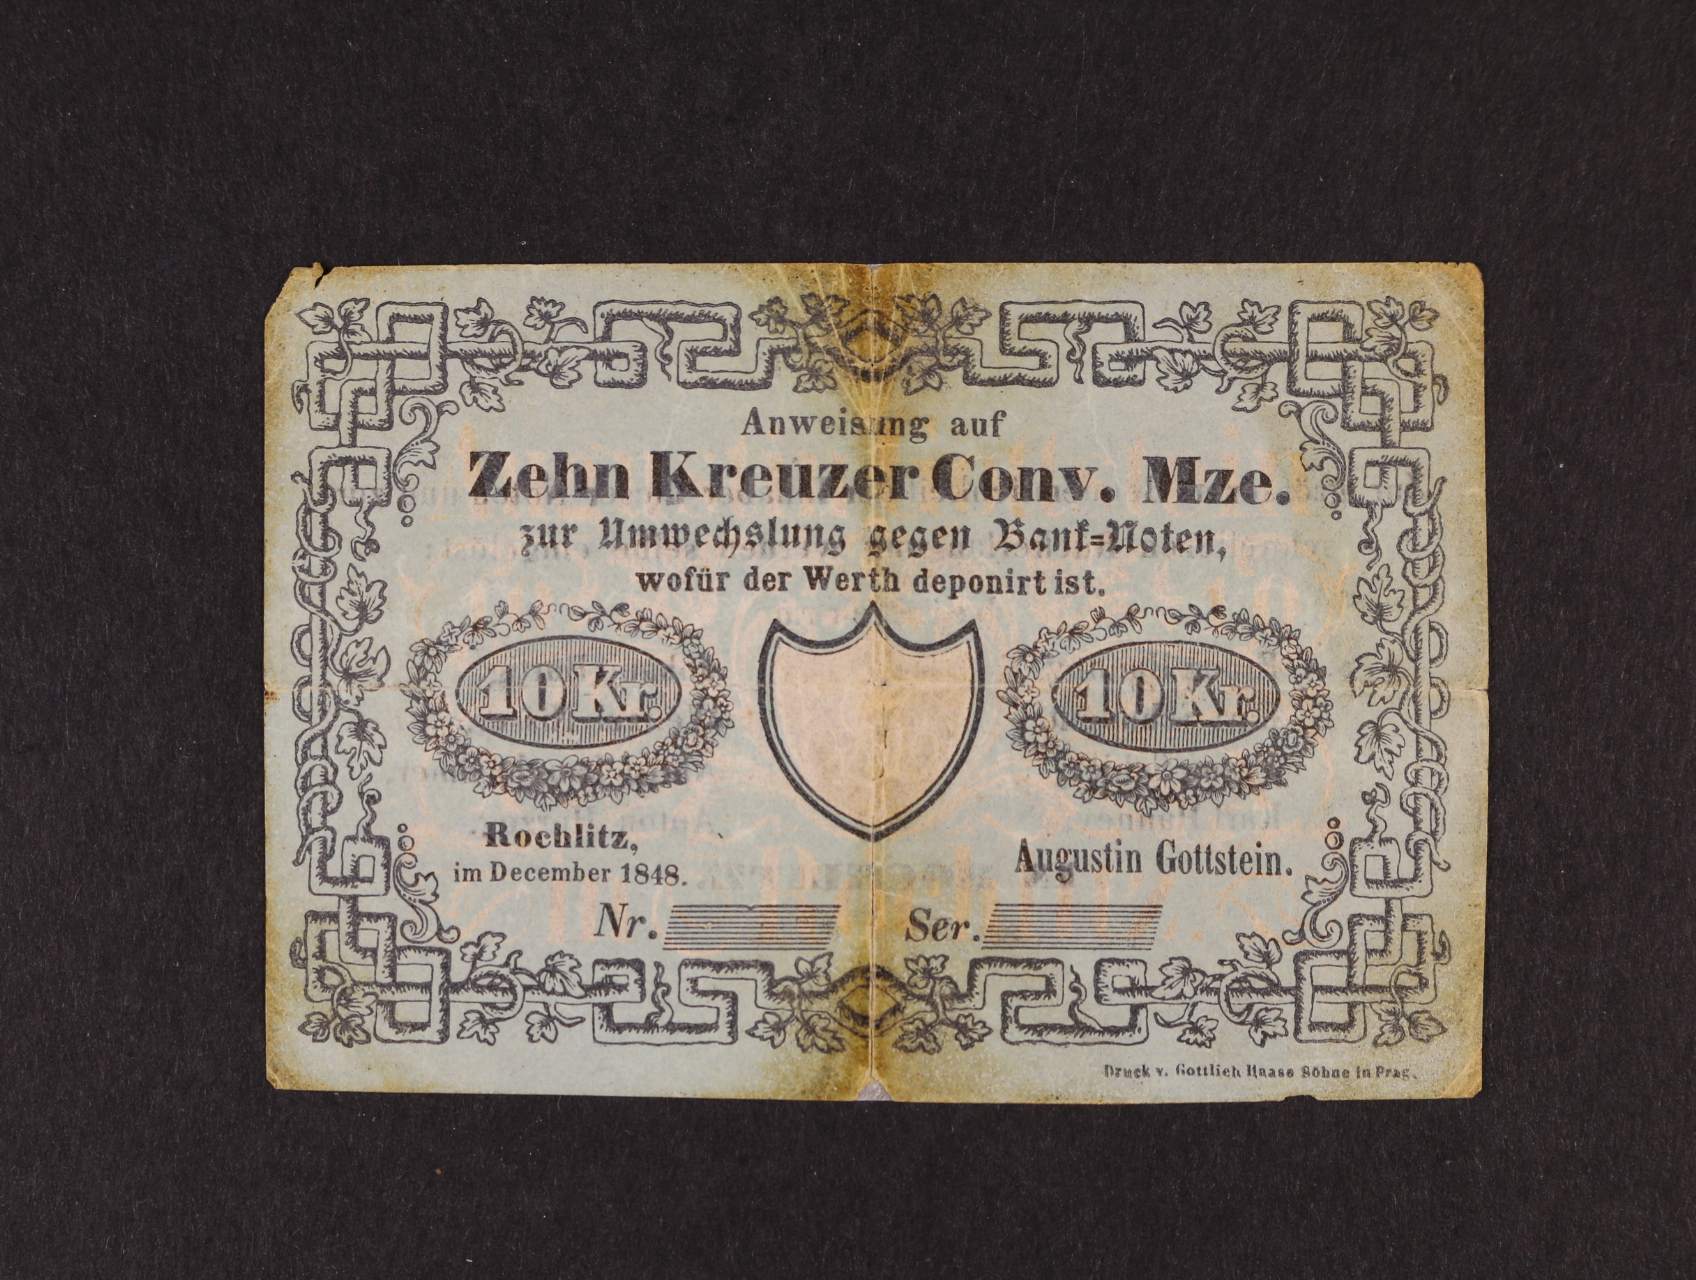 Anweisung auf
Zehn Kreuzer Conv. Mze.
zur Umwechslung gegen Bank=Noten,
wofür der Werth deponirt ist.
10 Kr. 10 Kr.
Rochlitz,
im December 1848.
Augustin Gottstein.
Nr. Ser.
Druck v. Gottlieb Haase Söhne in Prag.